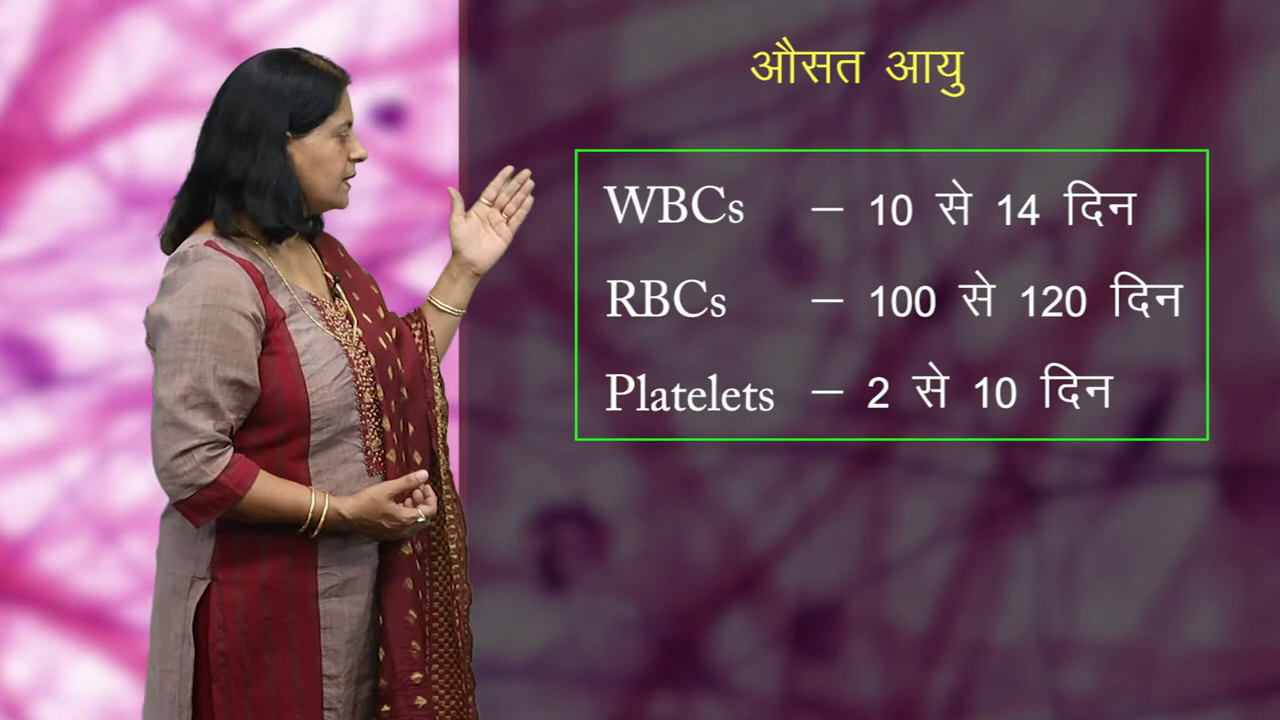 औसत आयु
WBCs – 10 से 14 दिन
RBCs – 100 से 120 दिन
Platelets – 2 से 10 दिन